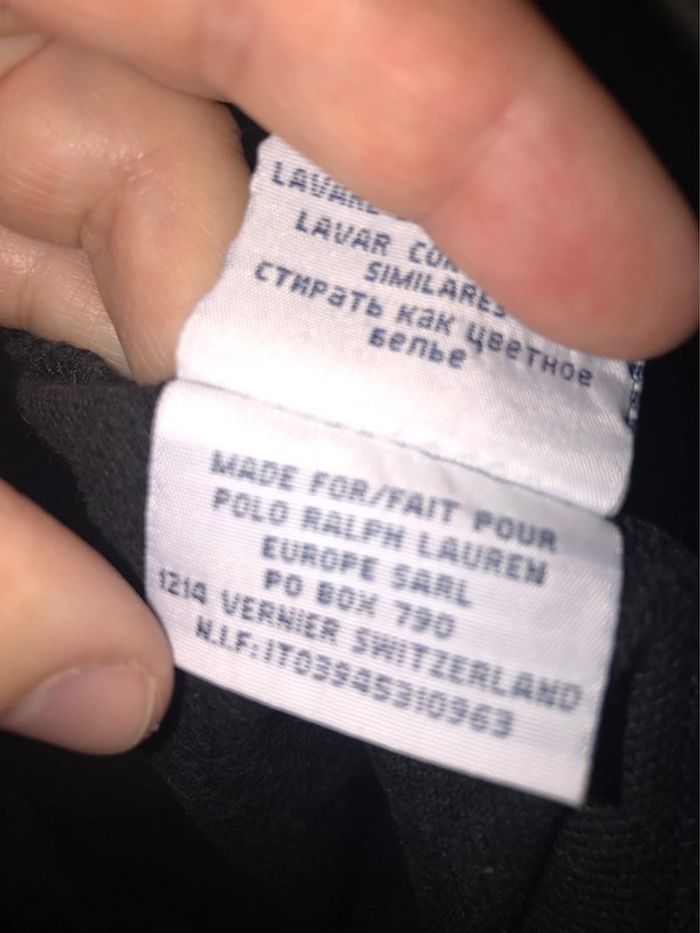 LAVAR
SIMILARES
стирать как цветное
белье
MADE FOR/FAIT POUR
POLO RALPH LAUREN
EUROPE SARL
PO BOX 790
1214 VERNIER SWITZERLAND
N.I.F:IT03945310963